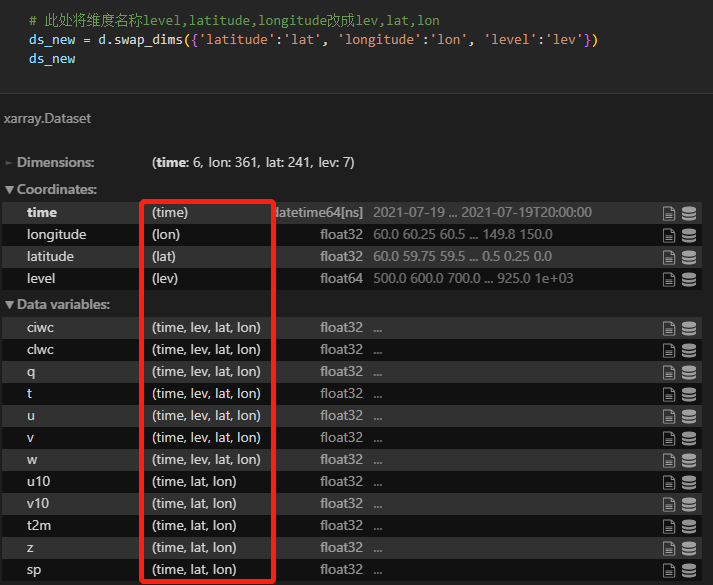 # 此处将维度名称level,latitude,longitude改成lev,lat,lon
ds_new = d.swap_dims({'latitude':'lat', 'longitude':'lon', 'level':'lev'})
ds_new
xarray.Dataset
► Dimensions: (time: 6, lon: 361, lat: 241, lev: 7)
▼ Coordinates:
time (time) datetime64[ns] 2021-07-19 ... 2021-07-19T20:00:00
longitude (lon) float32 60.0 60.25 60.5 ... 149.8 150.0
latitude (lat) float32 60.0 59.75 59.5 ... 0.5 0.25 0.0
level (lev) float64 500.0 600.0 700.0 ... 925.0 1e+03
▼ Data variables:
ciwc (time, lev, lat, lon) float32 ...
clwc (time, lev, lat, lon) float32 ...
q (time, lev, lat, lon) float32 ...
t (time, lev, lat, lon) float32 ...
u (time, lev, lat, lon) float32 ...
v (time, lev, lat, lon) float32 ...
w (time, lev, lat, lon) float32 ...
u10 (time, lat, lon) float32 ...
v10 (time, lat, lon) float32 ...
t2m (time, lat, lon) float32 ...
z (time, lat, lon) float32 ...
sp (time, lat, lon) float32 ...